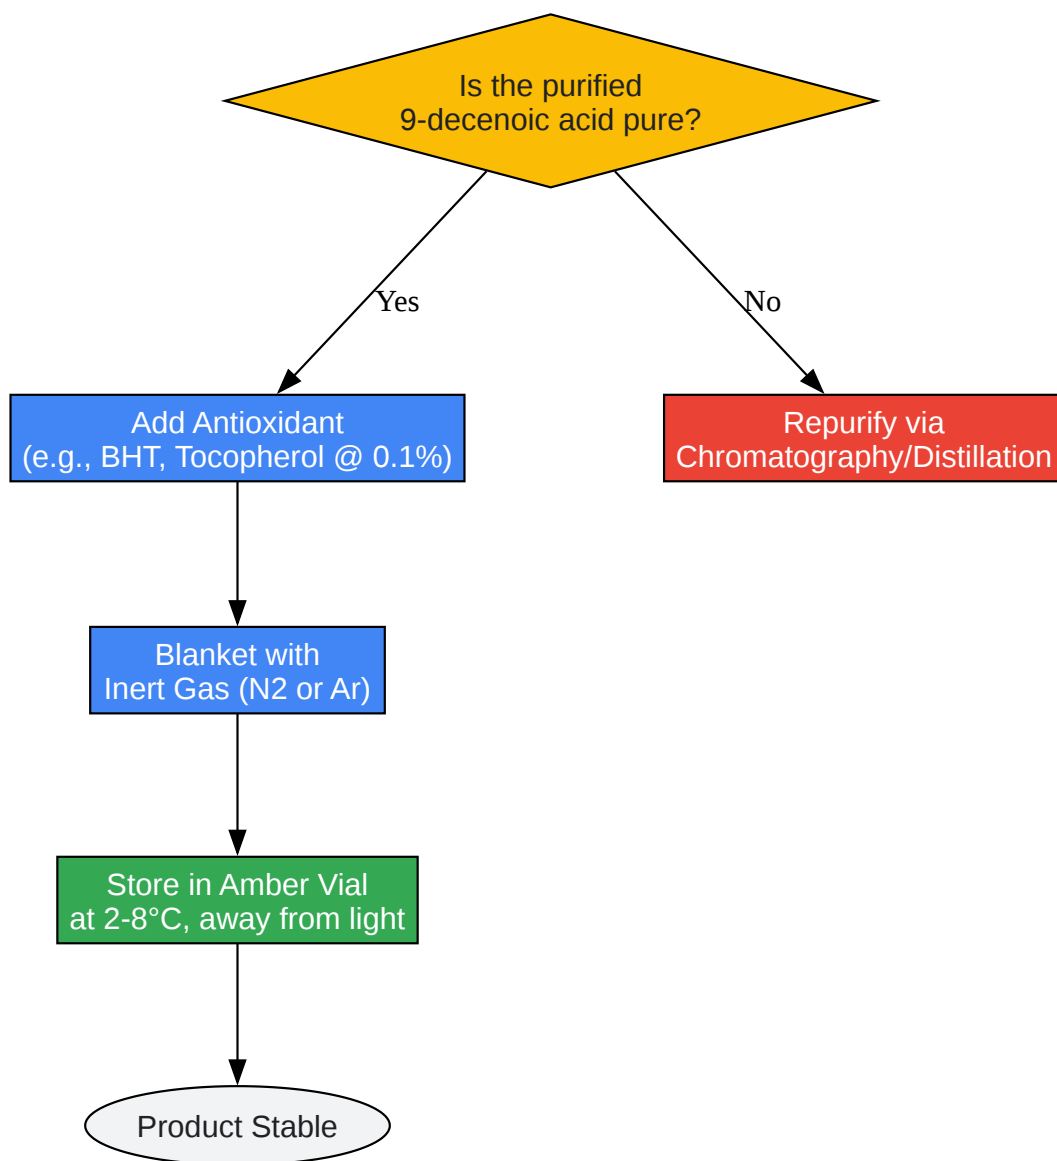 Is the purified
9-decenoic acid pure?
Yes
No
Add Antioxidant
(e.g., BHT, Tocopherol @ 0.1%)
Repurify via
Chromatography/Distillation
Blanket with
Inert Gas (N2 or Ar)
Store in Amber Vial
at 2-8°C, away from light
Product Stable